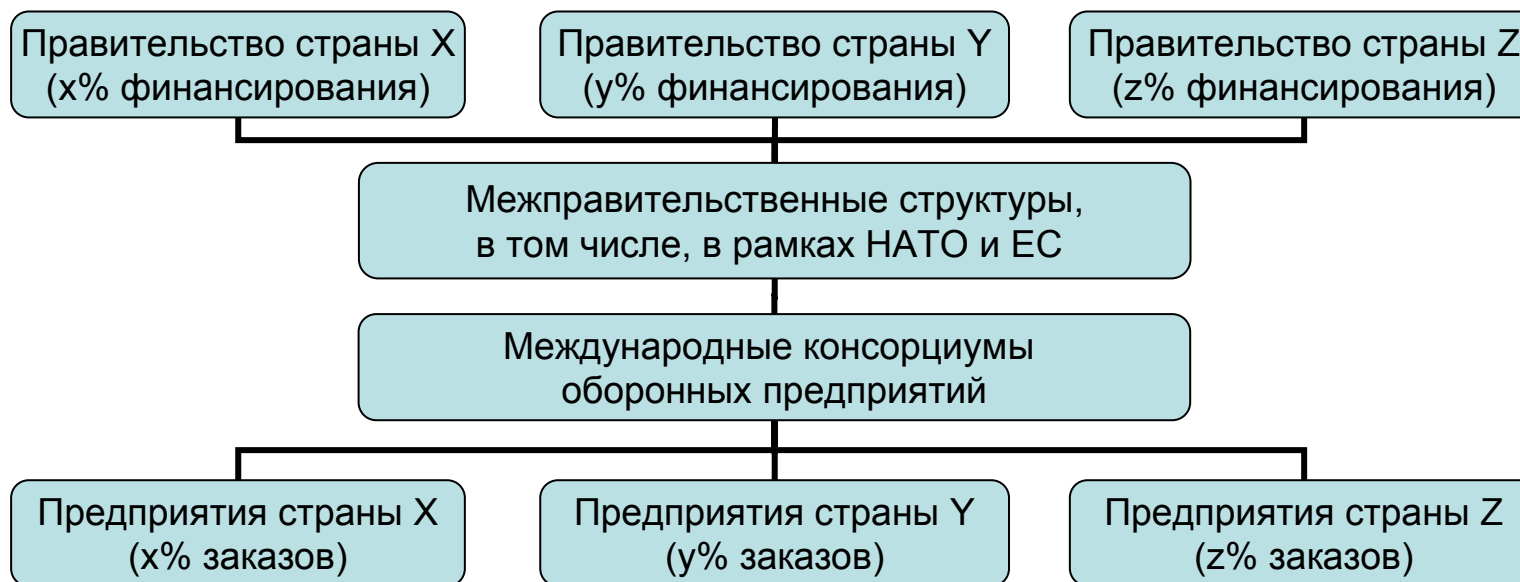 Правительство страны X
(x% финансирования)
Правительство страны Y
(y% финансирования)
Правительство страны Z
(z% финансирования)
Межправительственные структуры,
в том числе, в рамках НАТО и ЕС
Международные консорциумы
оборонных предприятий
Предприятия страны X
(x% заказов)
Предприятия страны Y
(y% заказов)
Предприятия страны Z
(z% заказов)